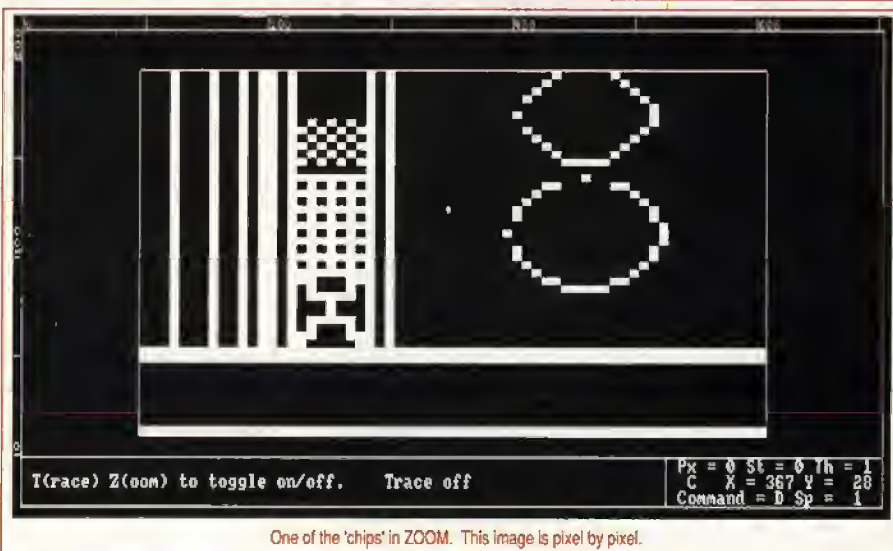 T(race) Z(oom) to toggle on/off. Trace off
Px = 0 St = 0 Th = 1
C X = 367 Y = 28
Command = D Sp = 1
One of the 'chips' in ZOOM. This image is pixel by pixel.